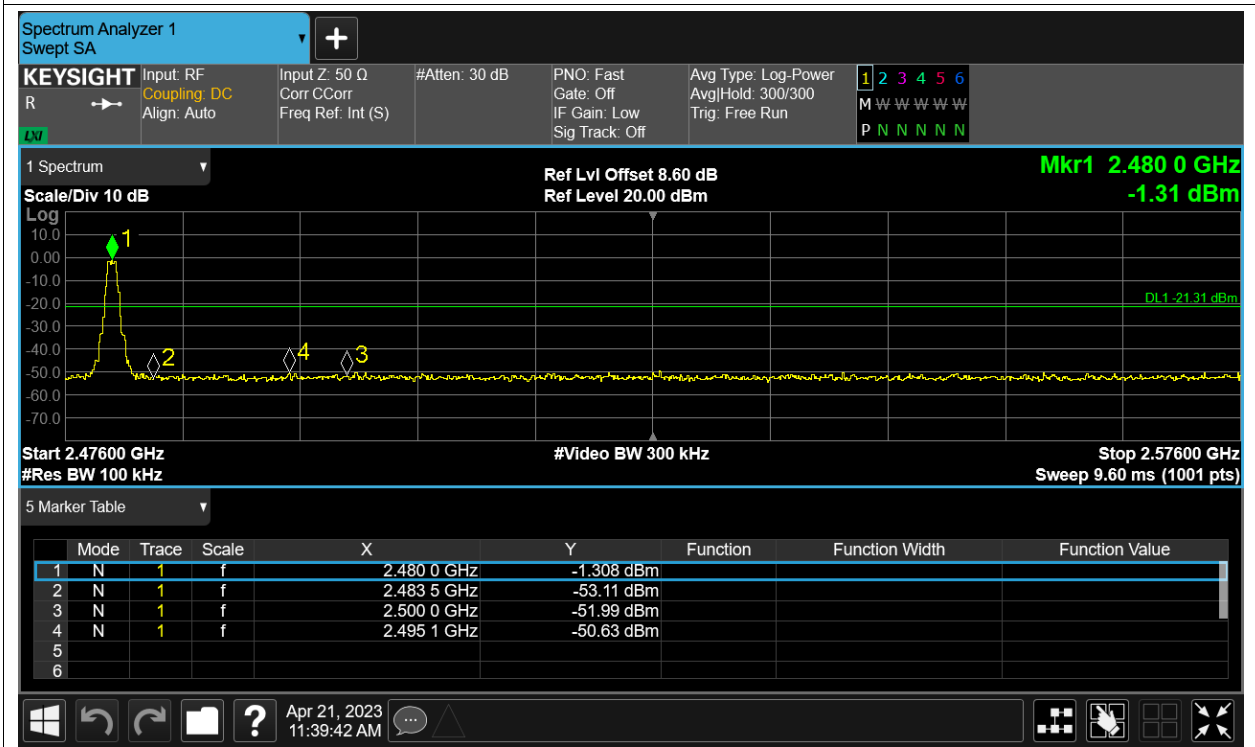 Spectrum Analyzer 1
Swept SA
KEYSIGHT Input: RF Input Z: 50 Ω #Atten: 30 dB PNO: Fast Avg Type: Log-Power 1 2 3 4 5 6
R Coupling: DC Corr CCorr Gate: Off Avg|Hold: 300/300 M W W W W W
Align: Auto Freq Ref: Int (S) IF Gain: Low Trig: Free Run
LXI Sig Track: Off P N N N N N
1 Spectrum Ref Lvl Offset 8.60 dB Mkr1 2.480 0 GHz
Scale/Div 10 dB Ref Level 20.00 dBm -1.31 dBm
Log
10.0
1
0.00
-10.0
-20.0 DL1 -21.31 dBm
-30.0
-40.0
2 4 3
-50.0
-60.0
-70.0
Start 2.47600 GHz #Video BW 300 kHz Stop 2.57600 GHz
#Res BW 100 kHz Sweep 9.60 ms (1001 pts)
5 Marker Table
Mode Trace Scale X Y Function Function Width Function Value
1 N 1 f 2.480 0 GHz -1.308 dBm
2 N 1 f 2.483 5 GHz -53.11 dBm
3 N 1 f 2.500 0 GHz -51.99 dBm
4 N 1 f 2.495 1 GHz -50.63 dBm
5
6
? Apr 21, 2023
11:39:42 AM